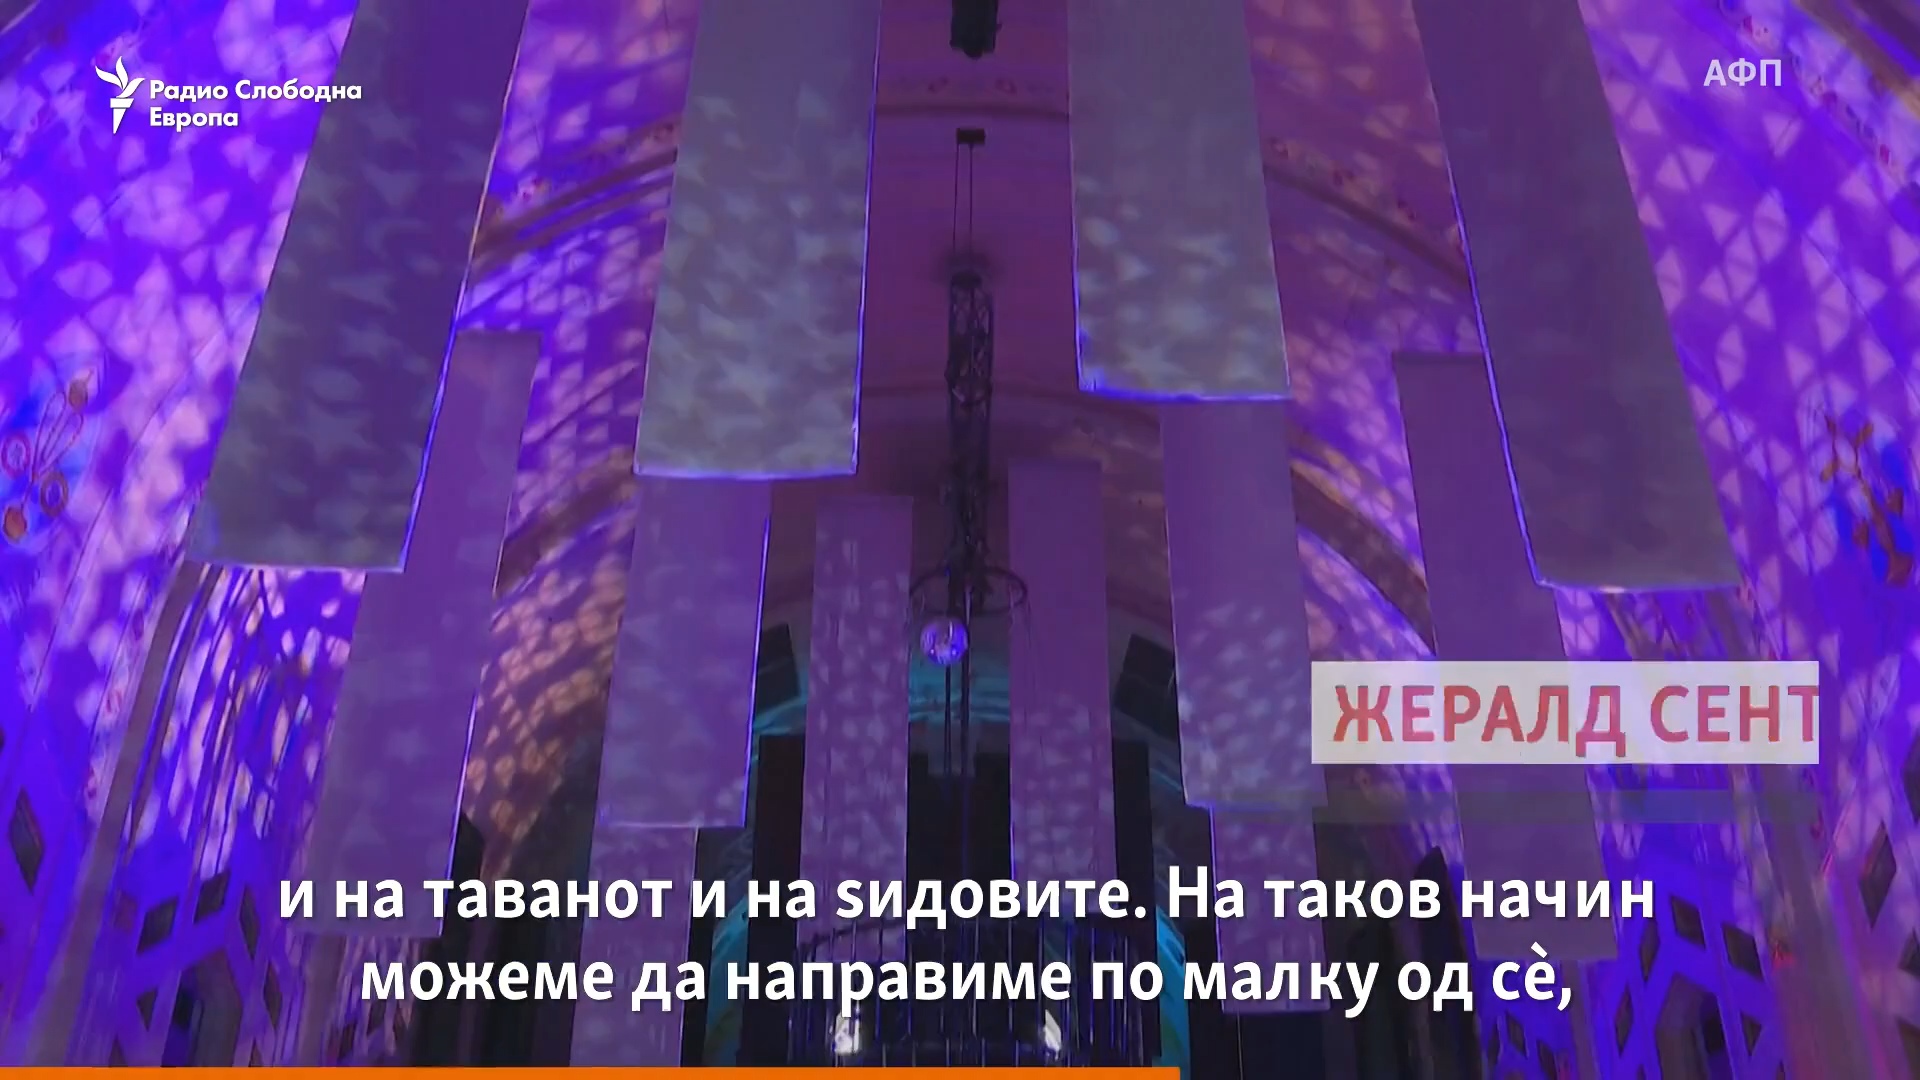 Радио Слободна
Европа
АФП
ЖЕРАЛД СЕНТ
и на таванот и на ѕидовите. На таков начин
можеме да направиме по малку од сѐ,